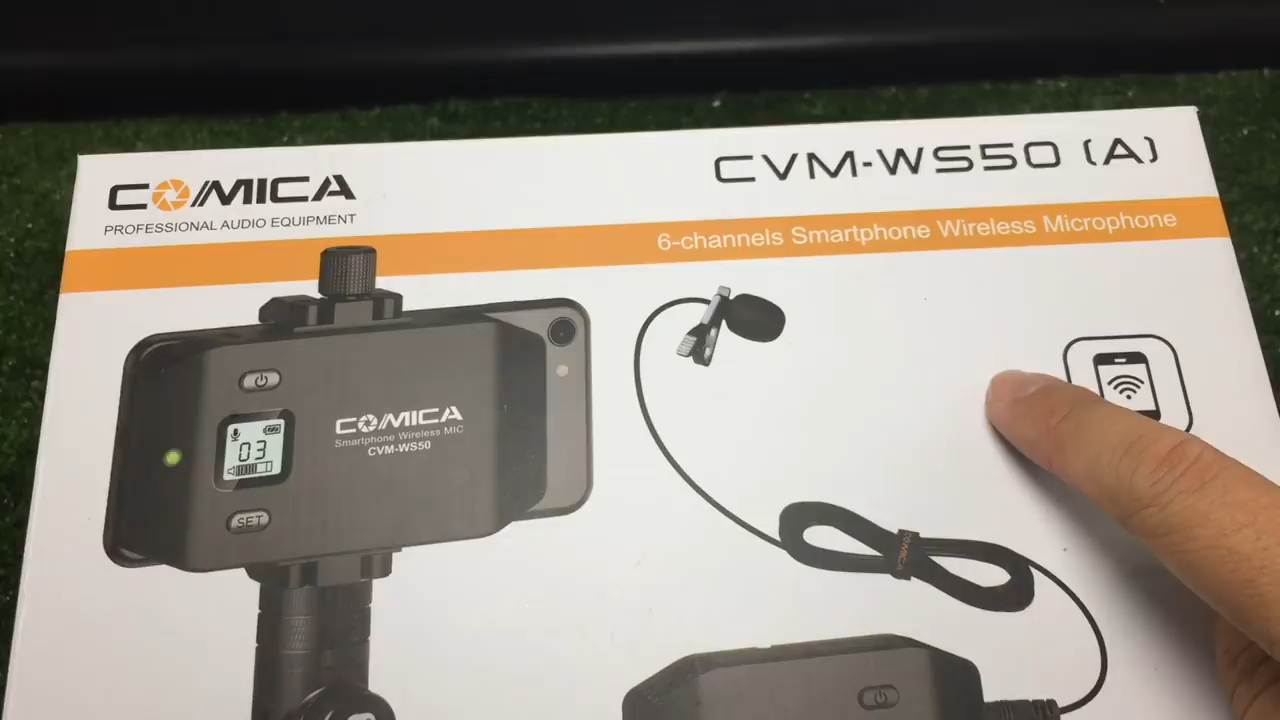 COMICA
PROFESSIONAL AUDIO EQUIPMENT
CVM-WS50 (A)
6-channels Smartphone Wireless Microphone
COMICA
Smartphone Wireless MIC
CVM-WS50
03
SET
COMICA